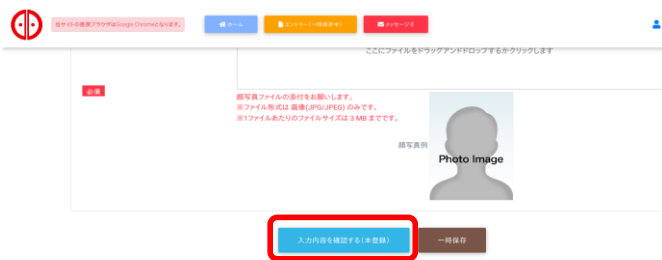 当サイトの推奨ブラウザはGoogle Chromeとなります。
ホーム
エントリー(一時保存中)
メッセージ 0
ここにファイルをドラッグアンドドロップするかクリックします
必須
顔写真ファイルの添付をお願いします。
※ファイル形式は 画像(JPG/JPEG) のみです。
※1ファイルあたりのファイルサイズは 3 MB までです。
顔写真例
Photo Image
入力内容を確認する(本登録)
一時保存